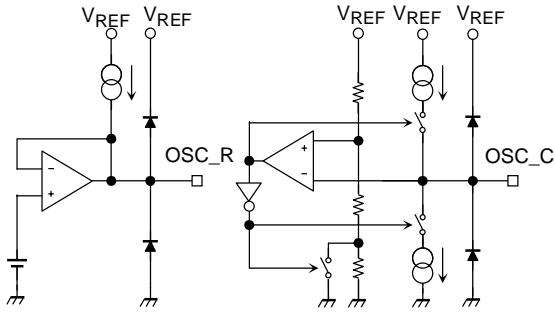 VREF
VREF
VREF
VREF
VREF
OSC_R
OSC_C
−
+
+
−